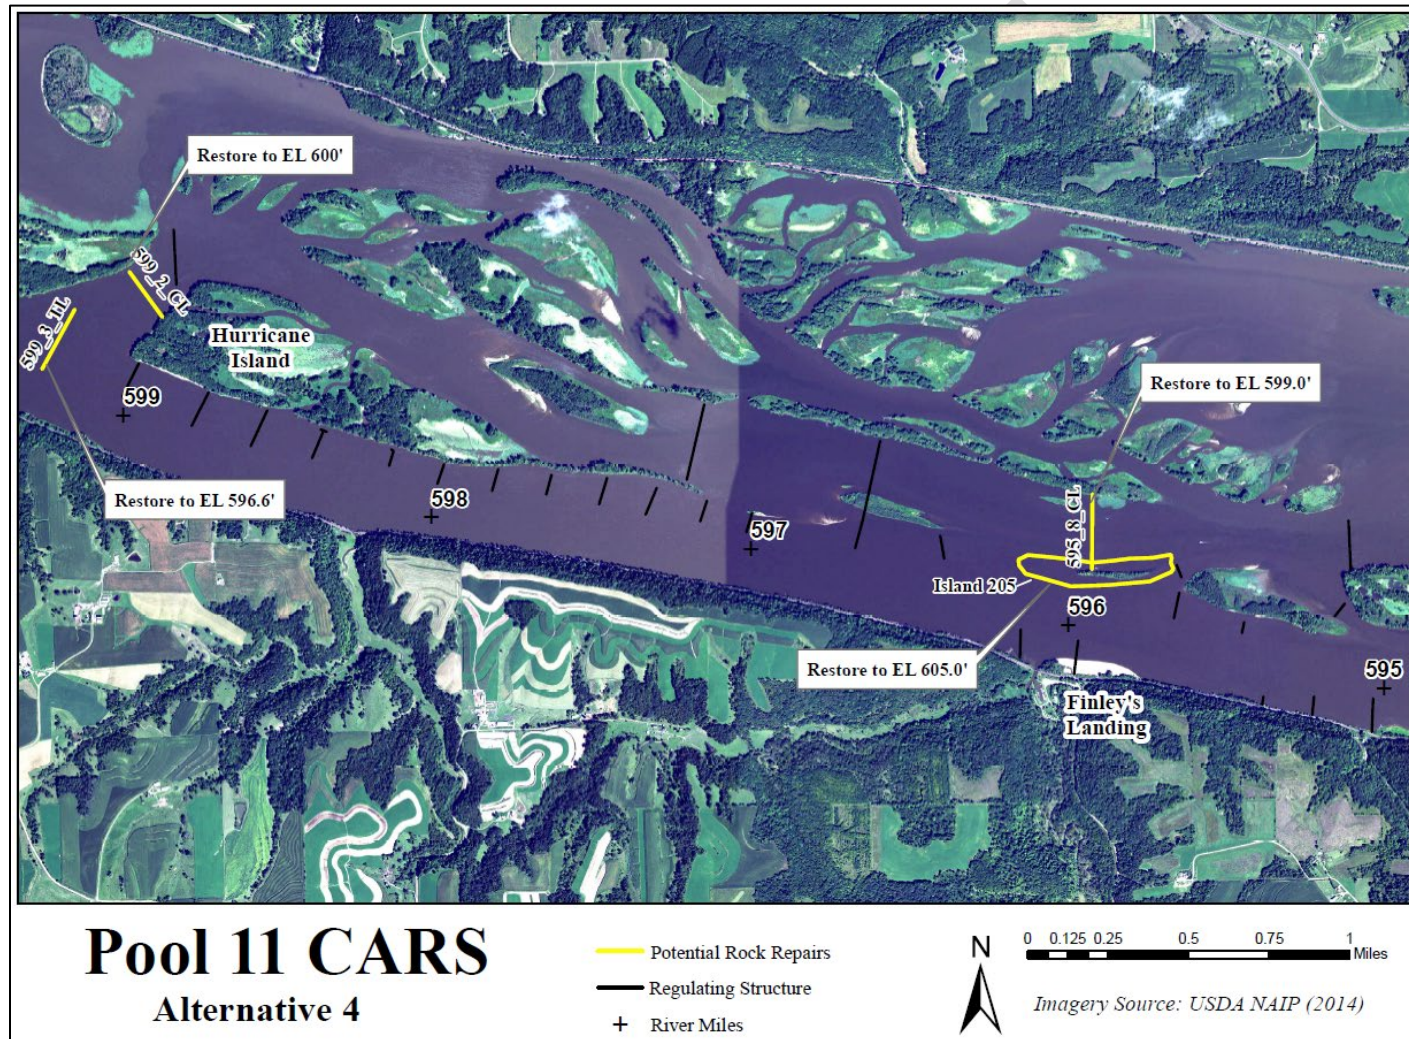 Restore to EL 600'
599_2_CL
599_3_TL
Hurricane
Island
599
Restore to EL 599.0'
Restore to EL 596.6'
598
597
595_8_CL
Island 205
596
Restore to EL 605.0'
595
Finley's
Landing
Pool 11 CARS
Alternative 4
Potential Rock Repairs
Regulating Structure
River Miles
N
0 0.125 0.25 0.5 0.75 1
Miles
Imagery Source: USDA NAIP (2014)